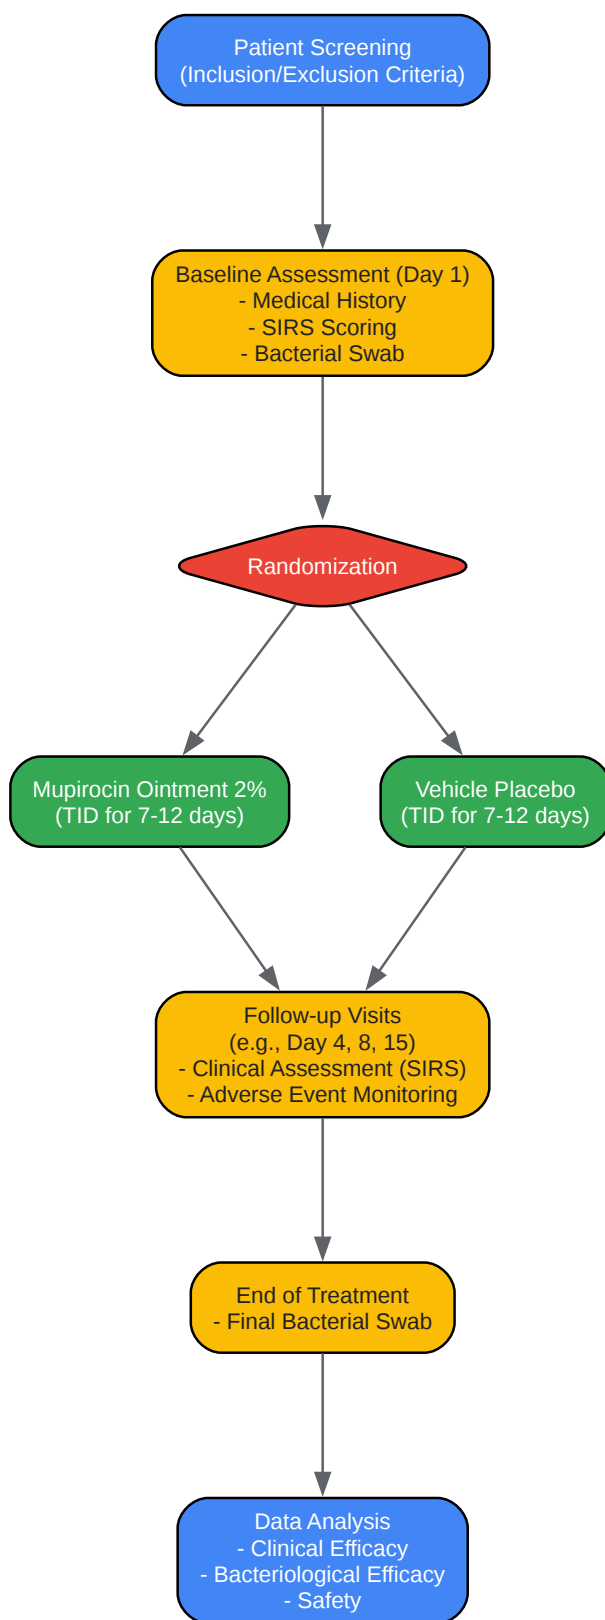 Patient Screening
(Inclusion/Exclusion Criteria)
Baseline Assessment (Day 1)
- Medical History
- SIRS Scoring
- Bacterial Swab
Randomization
Mupirocin Ointment 2%
(TID for 7-12 days)
Vehicle Placebo
(TID for 7-12 days)
Follow-up Visits
(e.g., Day 4, 8, 15)
- Clinical Assessment (SIRS)
- Adverse Event Monitoring
End of Treatment
- Final Bacterial Swab
Data Analysis
- Clinical Efficacy
- Bacteriological Efficacy
- Safety